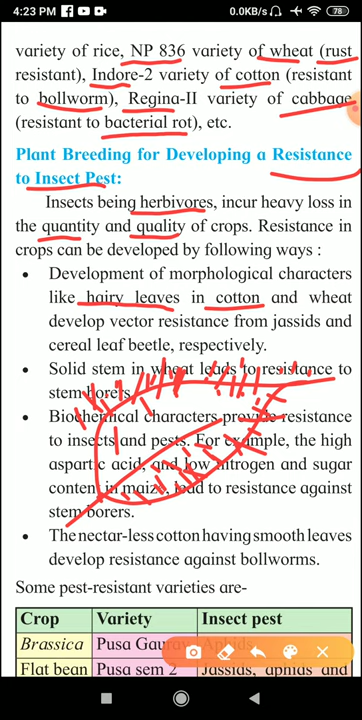 4:23 PM
0.0KB/s
78
variety of rice, NP 836 variety of wheat (rust
resistant), Indore-2 variety of cotton (resistant
to bollworm), Regina-II variety of cabbage
(resistant to bacterial rot), etc.
Plant Breeding for Developing a Resistance
to Insect Pest:
Insects being herbivores, incur heavy loss in
the quantity and quality of crops. Resistance in
crops can be developed by following ways :
• Development of morphological characters
like hairy leaves in cotton and wheat
develop vector resistance from jassids and
cereal leaf beetle, respectively.
• Solid stem in wheat leads to resistance to
stem borers.
• Biochemical characters provide resistance
to insects and pests. For example, the high
aspartic acid, and low nitrogen and sugar
content in maize, lead to resistance against
stem borers.
• The nectar-less cotton having smooth leaves
develop resistance against bollworms.
Some pest-resistant varieties are-
Crop Variety Insect pest
Brassica Pusa Gaurav Aphids
Flat bean Pusa sem 2 Jassids, aphids and